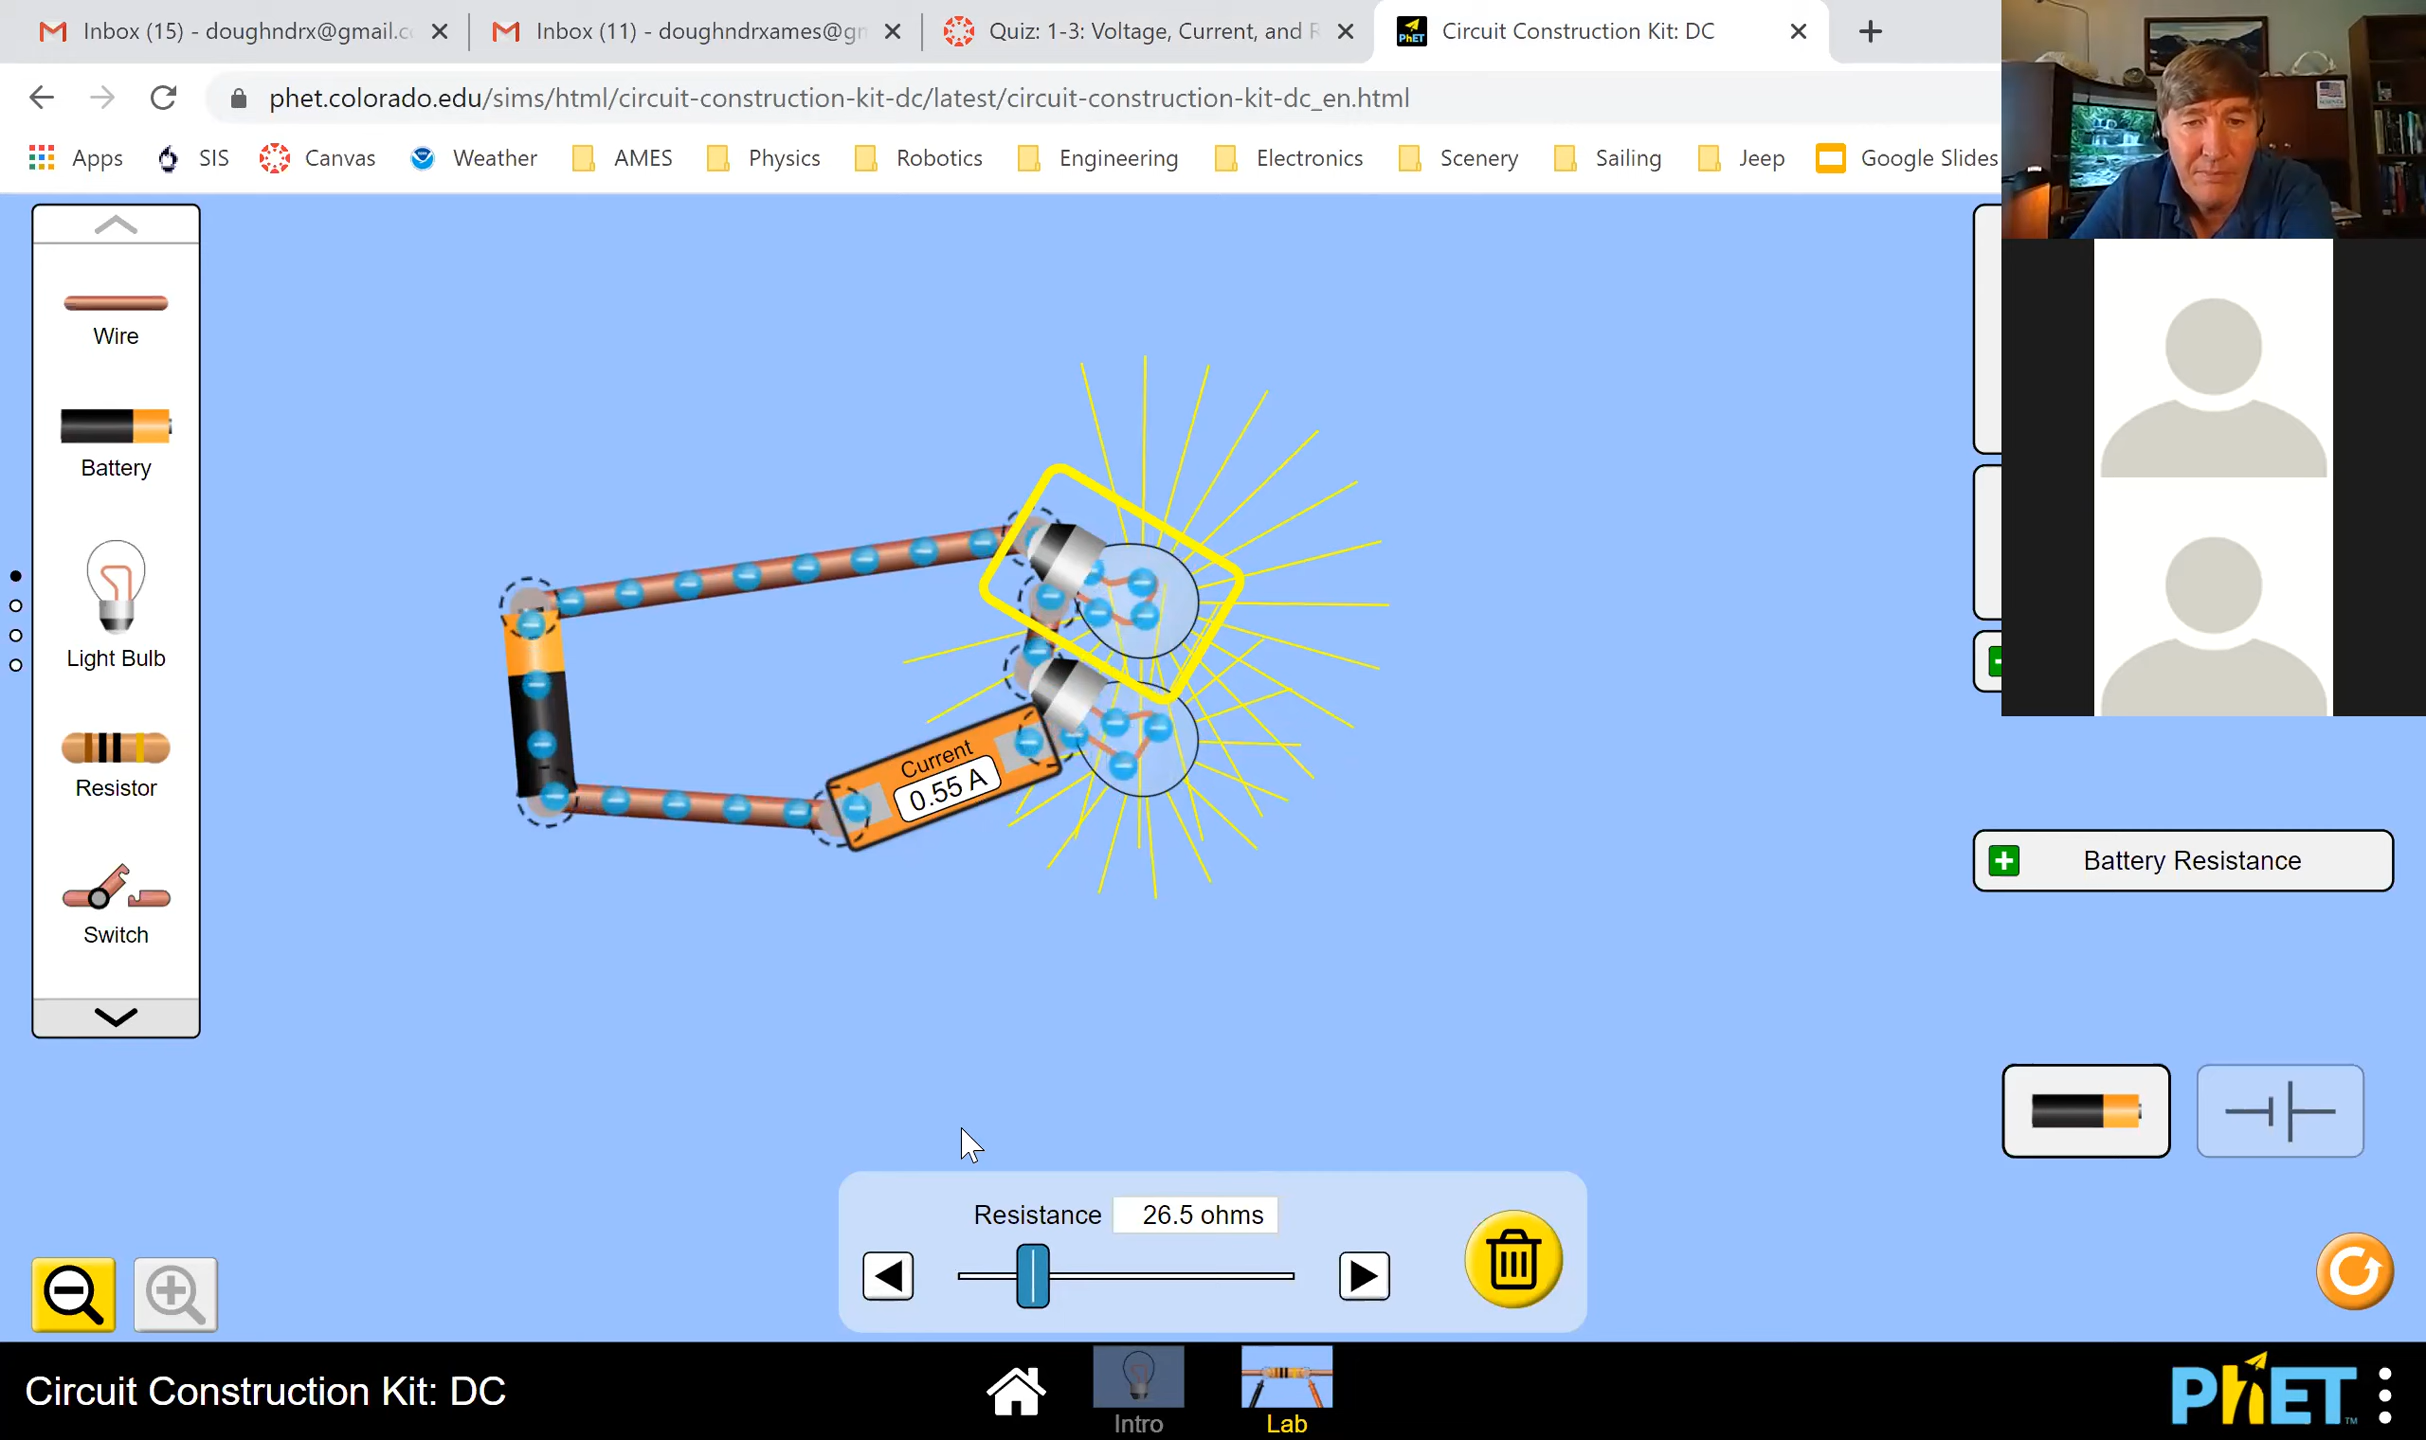 Inbox (15) - doughndrx@gmail.c
Inbox (11) - doughndrxames@gn
Quiz: 1-3: Voltage, Current, and R
PhET
Circuit Construction Kit: DC
phet.colorado.edu/sims/html/circuit-construction-kit-dc/latest/circuit-construction-kit-dc_en.html
Apps
SIS
Canvas
Weather
AMES
Physics
Robotics
Engineering
Electronics
Scenery
Sailing
Jeep
Google Slides
Wire
Battery
Light Bulb
Resistor
Switch
Current
0.55 A
Battery Resistance
Resistance
26.5 ohms
Circuit Construction Kit: DC
Intro
Lab
PhET
TM